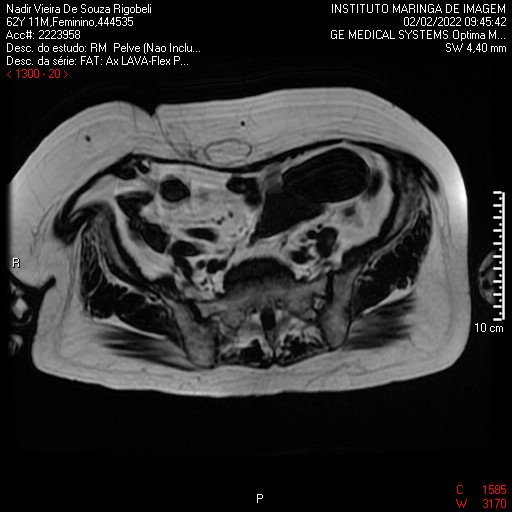 Nadir Vieira De Souza Rigobeli
62Y 11M,Feminino,444535
Acc#: 2223958
Desc. do estudo: RM Pelve (Nao Inclu...
Desc. da série: FAT: Ax LAVA-Flex P...
< 1300 - 20 >
INSTITUTO MARINGA DE IMAGEM
02/02/2022 09:45:42
GE MEDICAL SYSTEMS Optima M...
SW 4,40 mm
R
10 cm
P
C 1585
W 3170